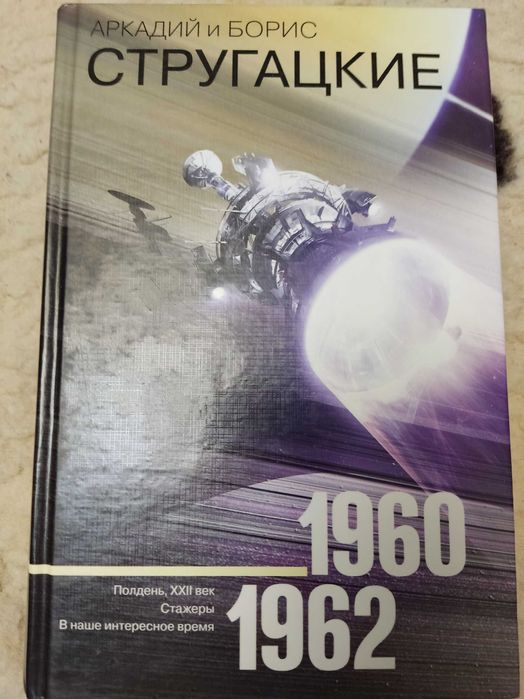 АРКАДИЙ и БОРИС
СТРУГАЦКИЕ
1960
1962
Полдень, XXII век
Стажеры
В наше интересное время